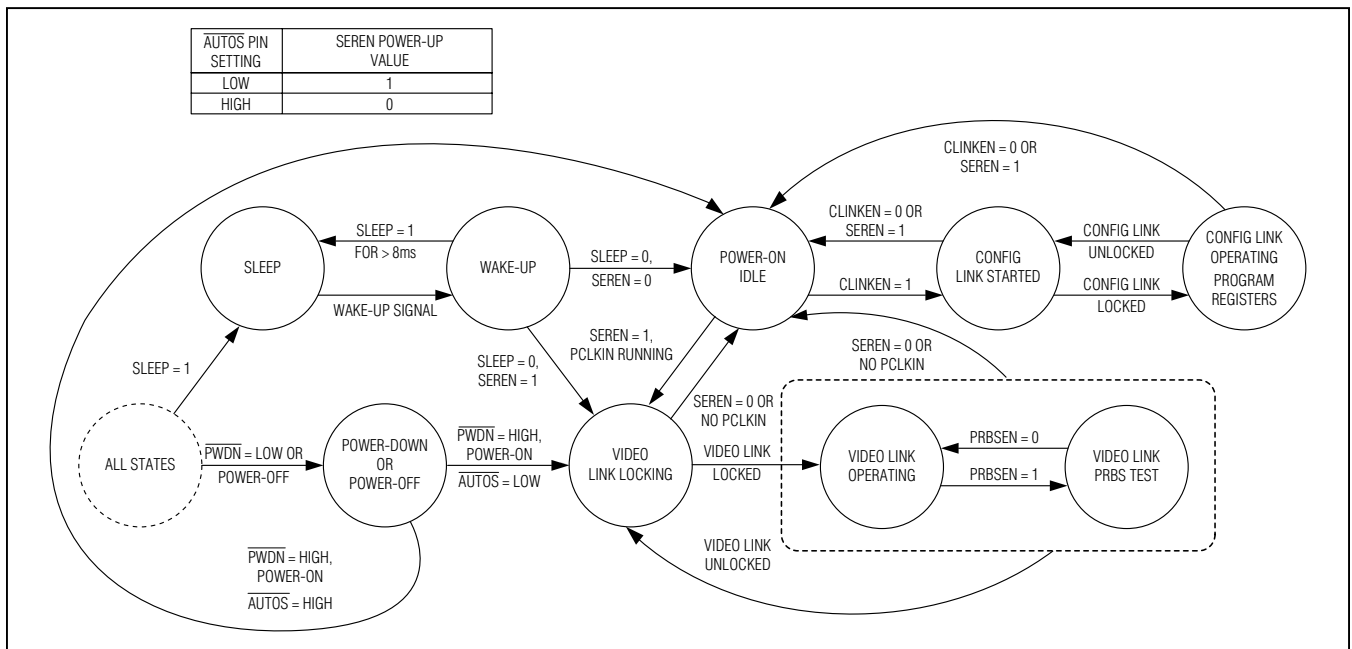 AUTOS PIN
SETTING
SEREN POWER-UP
VALUE
LOW
1
HIGH
0
CLINKEN = 0 OR
SEREN = 1
SLEEP
SLEEP = 1
FOR > 8ms
WAKE-UP SIGNAL
WAKE-UP
SLEEP = 0,
SEREN = 0
POWER-ON
IDLE
CLINKEN = 0 OR
SEREN = 1
CLINKEN = 1
CONFIG
LINK STARTED
CONFIG LINK
UNLOCKED
CONFIG LINK
LOCKED
CONFIG LINK
OPERATING
PROGRAM
REGISTERS
SLEEP = 1
SLEEP = 0,
SEREN = 1
SEREN = 1,
PCLKIN RUNNING
SEREN = 0 OR
NO PCLKIN
SEREN = 0 OR
NO PCLKIN
ALL STATES
PWDN = LOW OR
POWER-OFF
POWER-DOWN
OR
POWER-OFF
PWDN = HIGH,
POWER-ON
AUTOS = LOW
VIDEO
LINK LOCKING
VIDEO LINK
LOCKED
VIDEO LINK
OPERATING
PRBSEN = 0
PRBSEN = 1
VIDEO LINK
PRBS TEST
PWDN = HIGH,
POWER-ON
AUTOS = HIGH
VIDEO LINK
UNLOCKED